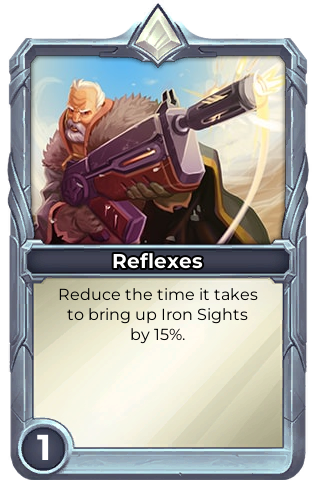 Reflexes
Reduce the time it takes
to bring up Iron Sights
by 15%.
1